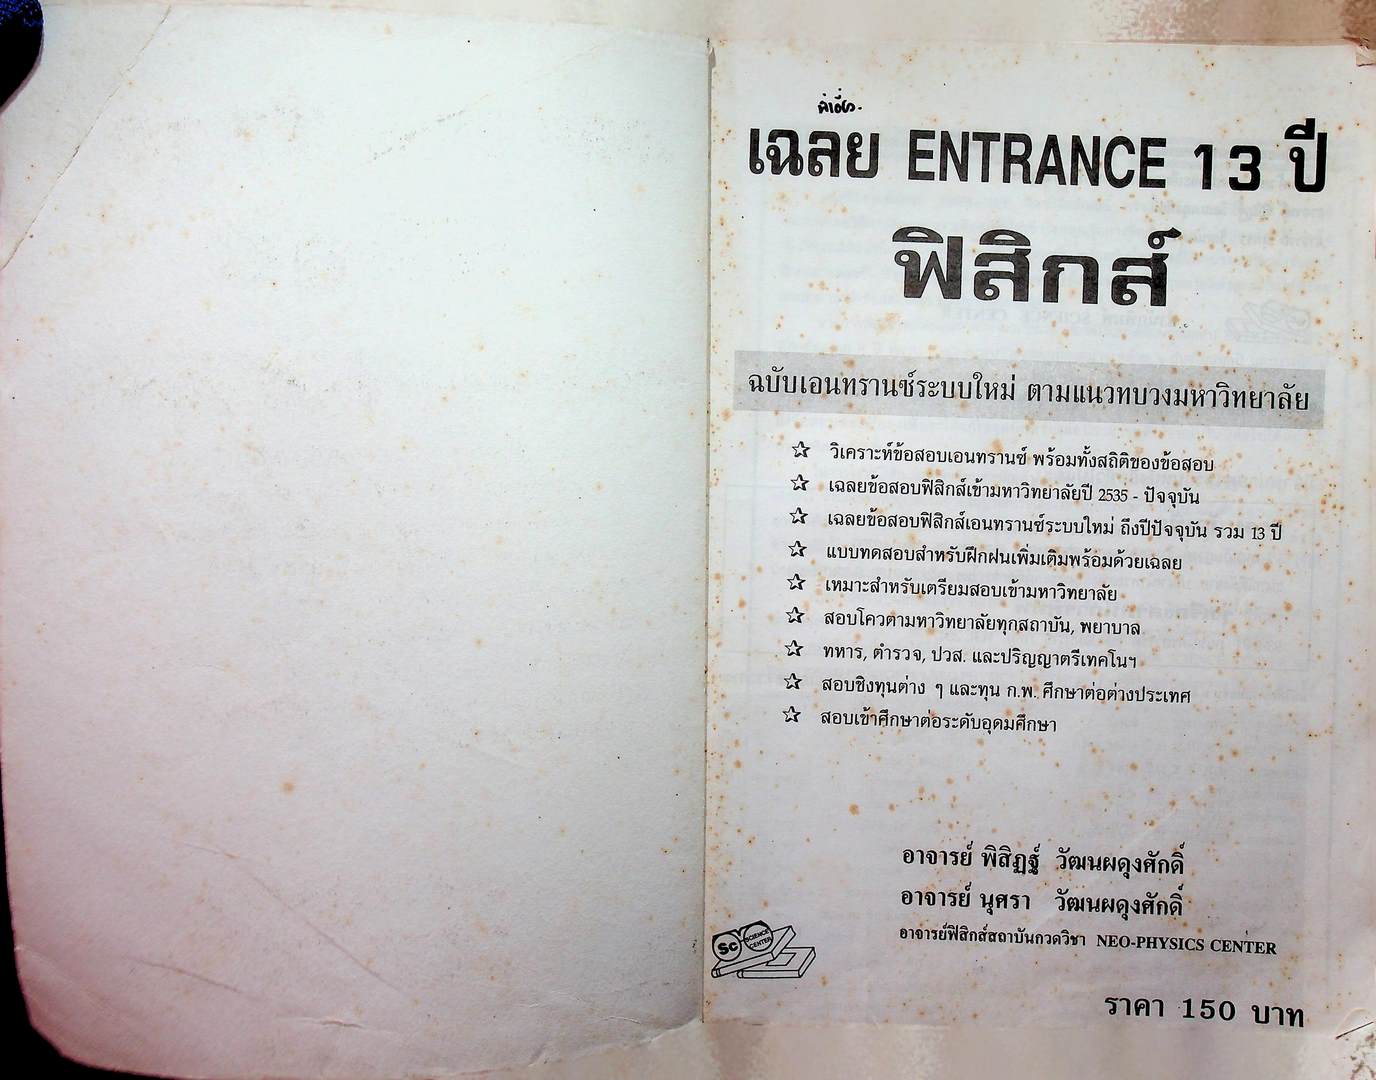 เฉลย ENTRANCE 13 ปี
ฟิสิกส์
ฉบับเอนทรานซ์ระบบใหม่ ตามแนวทบวงมหาวิทยาลัย
☆ วิเคราะห์ข้อสอบเอนทรานซ์ พร้อมทั้งสถิติของข้อสอบ
☆ เฉลยข้อสอบฟิสิกส์เข้ามหาวิทยาลัยปี 2535 - ปัจจุบัน
☆ เฉลยข้อสอบฟิสิกส์เอนทรานซ์ระบบใหม่ ถึงปีปัจจุบัน รวม 13 ปี
☆ แบบทดสอบสำหรับฝึกฝนเพิ่มเติมพร้อมด้วยเฉลย
☆ เหมาะสำหรับเตรียมสอบเข้ามหาวิทยาลัย
☆ สอบโควตามหาวิทยาลัยทุกสถาบัน, พยาบาล
☆ ทหาร, ตำรวจ, ปวส. และปริญญาตรีเทคโนฯ
☆ สอบชิงทุนต่าง ๆ และทุน ก.พ. ศึกษาต่อต่างประเทศ
☆ สอบเข้าศึกษาต่อระดับอุดมศึกษา
อาจารย์ พิสิฏฐ์ วัฒนผดุงศักดิ์
อาจารย์ นุศรา วัฒนผดุงศักดิ์
อาจารย์ฟิสิกส์สถาบันกวดวิชา NEO-PHYSICS CENTER
Sc SCIENCE CENTER
ราคา 150 บาท